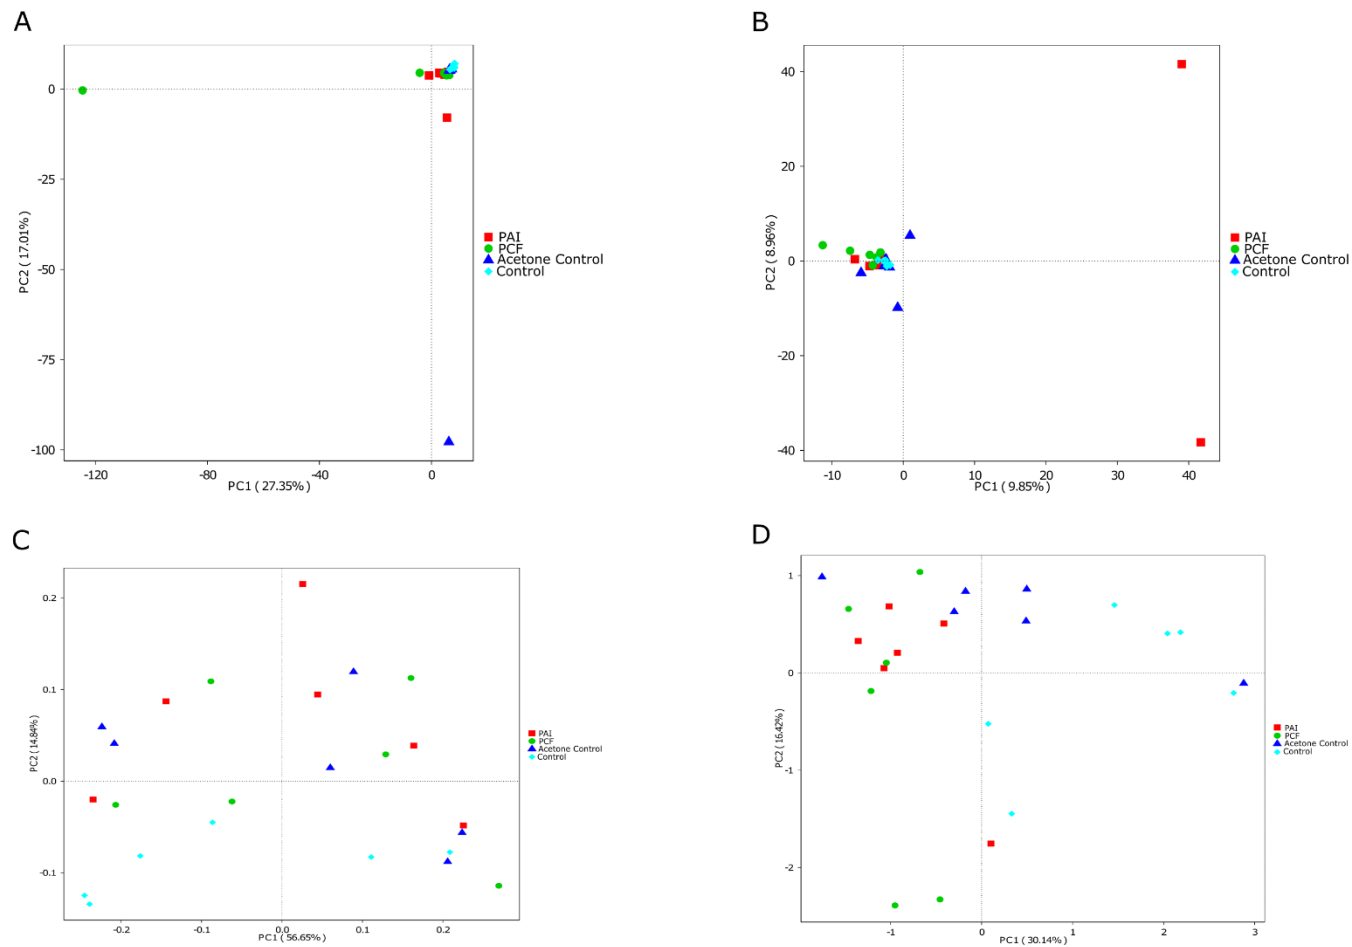 A
0
-25
-50
-75
-100
-120
-80
-40
0
PC2 ( 17.01%)
PC1 ( 27.35%)
PAI
PCF
Acetone Control
Control
B
40
20
0
-20
-40
-10
0
10
20
30
40
PC2 ( 8.96%)
PC1 ( 9.85%)
PAI
PCF
Acetone Control
Control
C
0.2
0.1
0.0
-0.1
-0.2
-0.1
0.0
0.1
0.2
PC2 ( 14.84%)
PC1 ( 56.65%)
PAI
PCF
Acetone Control
Control
D
1
0
-1
-2
-1
0
1
2
3
PC2 ( 16.42%)
PC1 ( 30.14%)
PAI
PCF
Acetone Control
Control